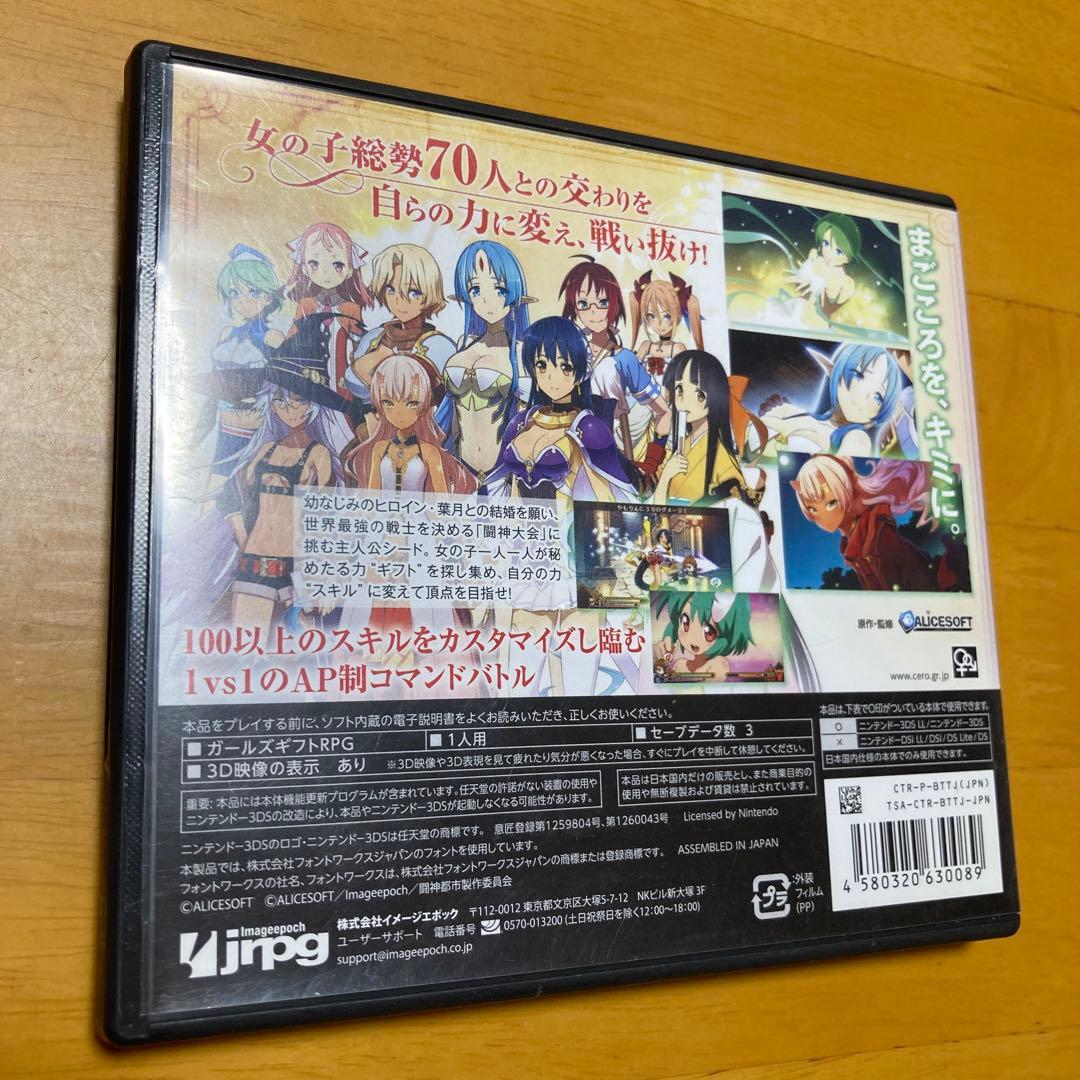 女の子総勢70人との交わりを
自らの力に変え、戦い抜け!
まごころを、キミに。
幼なじみのヒロイン・葉月との結婚を願い、
世界最強の戦士を決める「闘神大会」に
挑む主人公シード。女の子一人一人が秘
めたる力“ギフト”を探し集め、自分の力
“スキル”に変えて頂点を目指せ!
やもりんに30のダメージ!
100以上のスキルをカスタマイズし臨む
1vs1のAP制コマンドバトル
原作・監修 ALiCESOFT
www.cero.gr.jp
本品をプレイする前に、ソフト内蔵の電子説明書をよくお読みいただき、正しくお使いください。
■ガールズギフトRPG
■1人用
■セーブデータ数 3
■3D映像の表示 あり ※3D映像や3D表現を見て疲れたり気分が悪くなった場合、すぐにプレイを中断して休憩してください。
本品は、下表で○印がついている本体で使用できます。
○ ニンテンドー3DS LL/ニンテンドー3DS
× ニンテンドーDSi LL/DSi/DS Lite/DS
日本国内仕様の本体でのみ使用できます。
重要:本品には本体機能更新プログラムが含まれています。任天堂の許諾がない装置の使用や
ニンテンドー3DSの改造により、本品やニンテンドー3DSが起動しなくなる可能性があります。
本品は日本国内だけの販売とし、また商業目的の
使用や無断複製および賃貸は禁止されています。
ニンテンドー3DSのロゴ・ニンテンドー3DSは任天堂の商標です。 意匠登録第1259804号、第1260043号 Licensed by Nintendo
本製品では、株式会社フォントワークスジャパンのフォントを使用しています。
フォントワークスの社名、フォントワークスは、株式会社フォントワークスジャパンの商標または登録商標です。 ASSEMBLED IN JAPAN
©ALICESOFT ©ALICESOFT/Imageepoch/闘神都市製作委員会
CTR-P-BTTJ(JPN)
TSA-CTR-BTTJ-JPN
4 580320 630089
プラ
:外装
フィルム
(PP)
Imageepoch
jrpg
株式会社イメージエポック 〒112-0012 東京都文京区大塚5-7-12 NKビル新大塚 3F
ユーザーサポート 電話番号 0570-013200 (土日祝祭日を除く12:00〜18:00)
support@imageepoch.co.jp